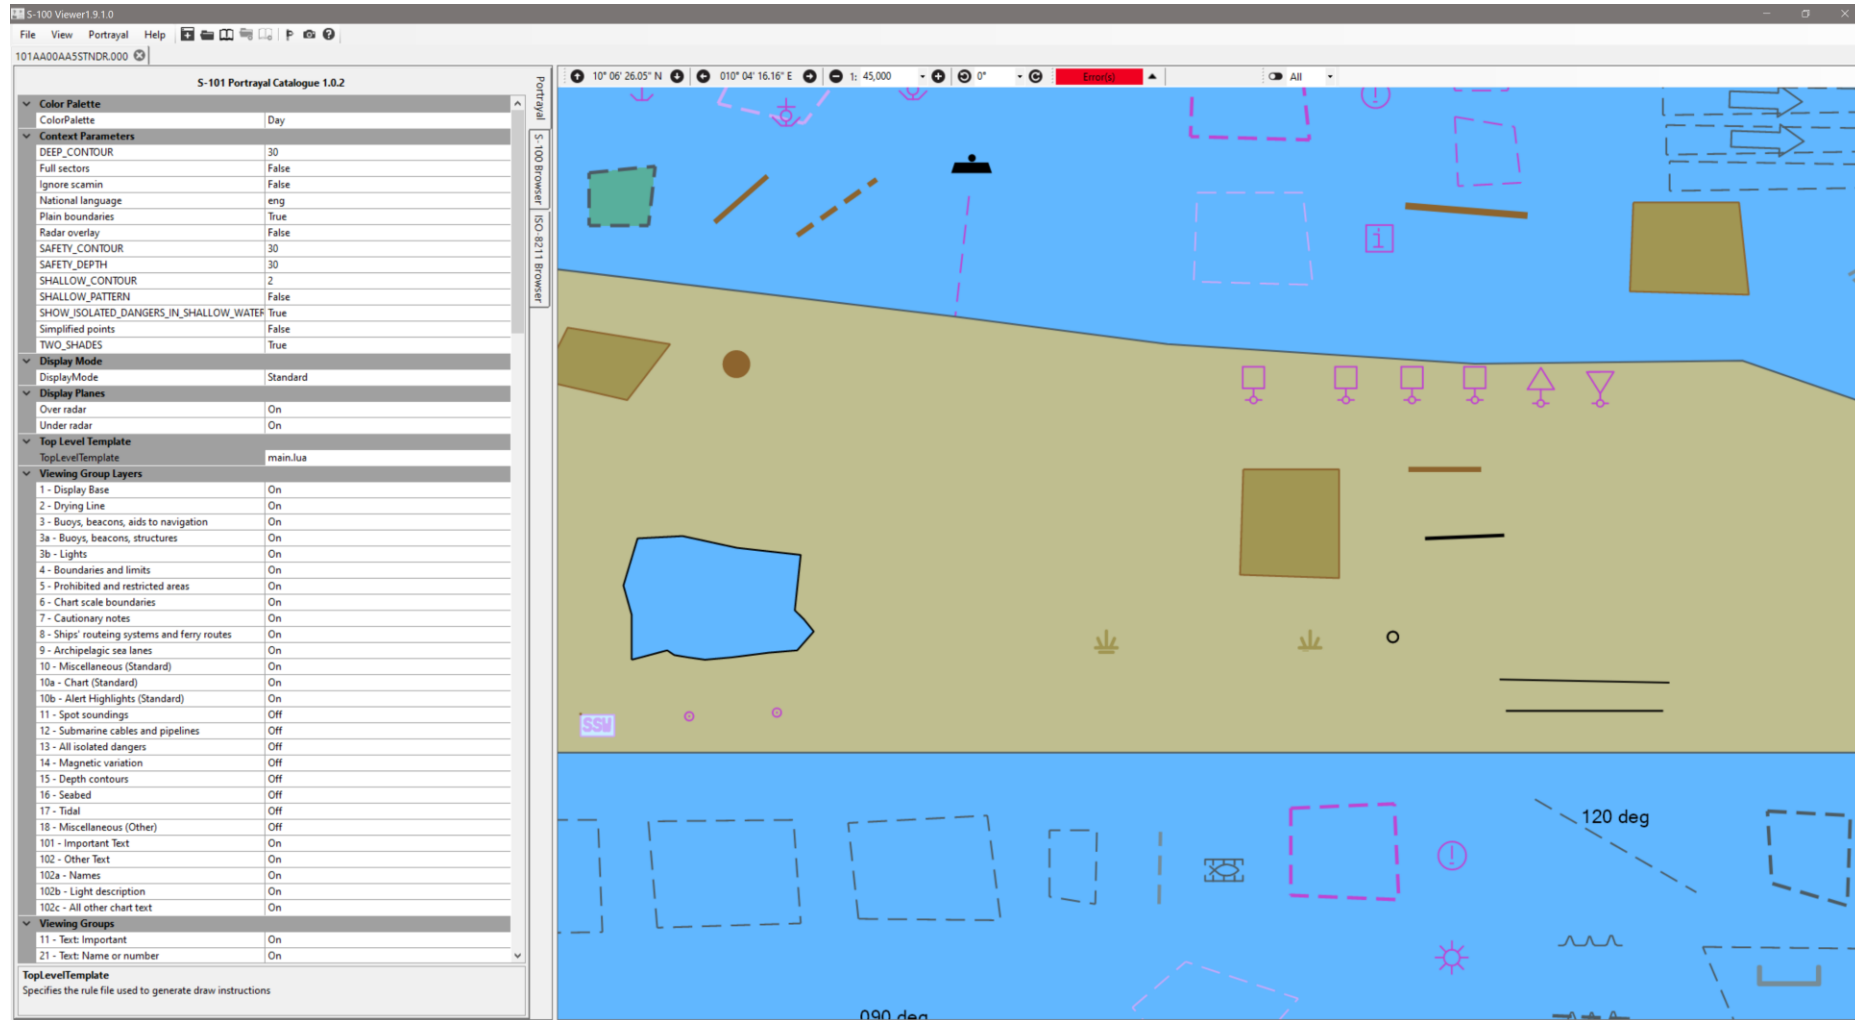 S-100 Viewer1.9.1.0
File View Portrayal Help
101AA00AA5STNDR.000
S-101 Portrayal Catalogue 1.0.2
Color Palette
ColorPalette Day
Context Parameters
DEEP_CONTOUR 30
Full sectors False
Ignore scamin False
National language eng
Plain boundaries True
Radar overlay False
SAFETY_CONTOUR 30
SAFETY_DEPTH 30
SHALLOW_CONTOUR 2
SHALLOW_PATTERN False
SHOW_ISOLATED_DANGERS_IN_SHALLOW_WATER True
Simplified points False
TWO_SHADES True
Display Mode
DisplayMode Standard
Display Planes
Over radar On
Under radar On
Top Level Template
TopLevelTemplate main.lua
Viewing Group Layers
1 - Display Base On
2 - Drying Line On
3 - Buoys, beacons, aids to navigation On
3a - Buoys, beacons, structures On
3b - Lights On
4 - Boundaries and limits On
5 - Prohibited and restricted areas On
6 - Chart scale boundaries On
7 - Cautionary notes On
8 - Ships' routeing systems and ferry routes On
9 - Archipelagic sea lanes On
10 - Miscellaneous (Standard) On
10a - Chart (Standard) On
10b - Alert Highlights (Standard) On
11 - Spot soundings Off
12 - Submarine cables and pipelines Off
13 - All isolated dangers Off
14 - Magnetic variation Off
15 - Depth contours Off
16 - Seabed Off
17 - Tidal Off
18 - Miscellaneous (Other) Off
101 - Important Text On
102 - Other Text On
102a - Names On
102b - Light description On
102c - All other chart text On
Viewing Groups
11 - Text: Important On
21 - Text: Name or number On
TopLevelTemplate
Specifies the rule file used to generate draw instructions
Portrayal
S-100 Browser
ISO-8211 Browser
10° 06' 26.05" N 010° 04' 16.16" E 1: 45,000 0° Error(s) All
i
SSW
120 deg
090 deg